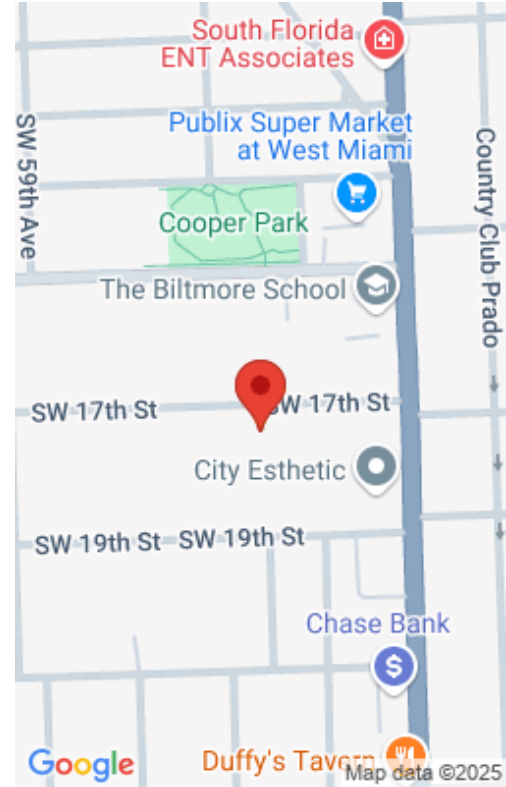 South Florida
ENT Associates
Publix Super Market
at West Miami
SW 59th Ave
Country Club Prado
Cooper Park
The Biltmore School
SW 17th St
SW 17th St
City Esthetic
SW 19th St
SW 19th St
Chase Bank
$
Duffy's Tavern
Google
Map data ©2025